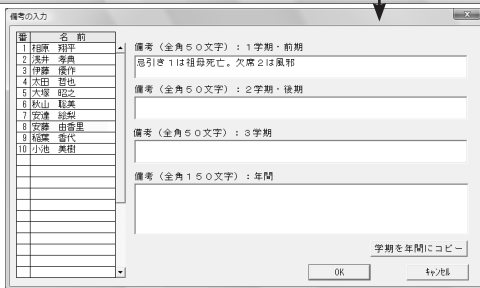 備考の入力
番 名 前
1 相原 翔平
2 浅井 孝典
3 伊藤 優作
4 太田 哲也
5 大塚 昭之
6 秋山 聡美
7 安達 絵梨
8 安藤 由香里
9 稲葉 香代
10 小池 美樹
備考（全角５０文字）：１学期・前期
忌引き１は祖母死亡。欠席２は風邪
備考（全角５０文字）：２学期・後期
備考（全角５０文字）：３学期
備考（全角１５０文字）：年間
学期を年間にコピー
OK
キャンセル